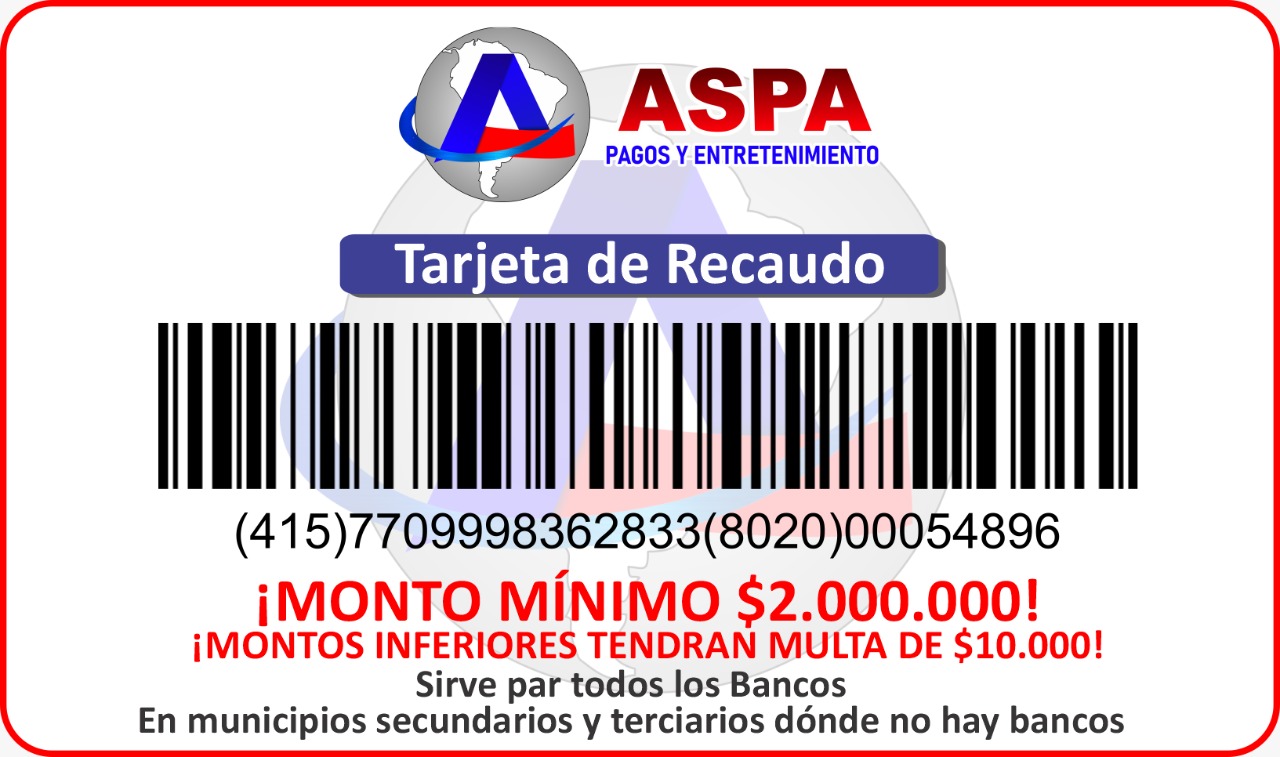 ASPA
PAGOS Y ENTRETENIMIENTO
Tarjeta de Recaudo
(415)7709998362833(8020)00054896
¡MONTO MÍNIMO $2.000.000!
¡MONTOS INFERIORES TENDRAN MULTA DE $10.000!
Sirve par todos los Bancos
En municipios secundarios y terciarios dónde no hay bancos